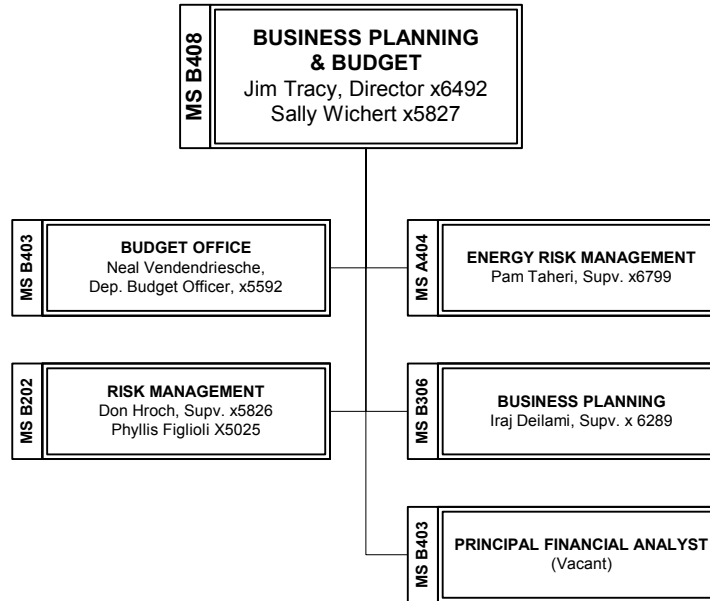 MS B408
BUSINESS PLANNING
& BUDGET
Jim Tracy, Director x6492
Sally Wichert x5827
MS B403
BUDGET OFFICE
Neal Vendendriesche,
Dep. Budget Officer, x5592
MS A404
ENERGY RISK MANAGEMENT
Pam Taheri, Supv. x6799
MS B202
RISK MANAGEMENT
Don Hroch, Supv. x5826
Phyllis Figlioli X5025
MS B306
BUSINESS PLANNING
Iraj Deilami, Supv. x 6289
MS B403
PRINCIPAL FINANCIAL ANALYST
(Vacant)